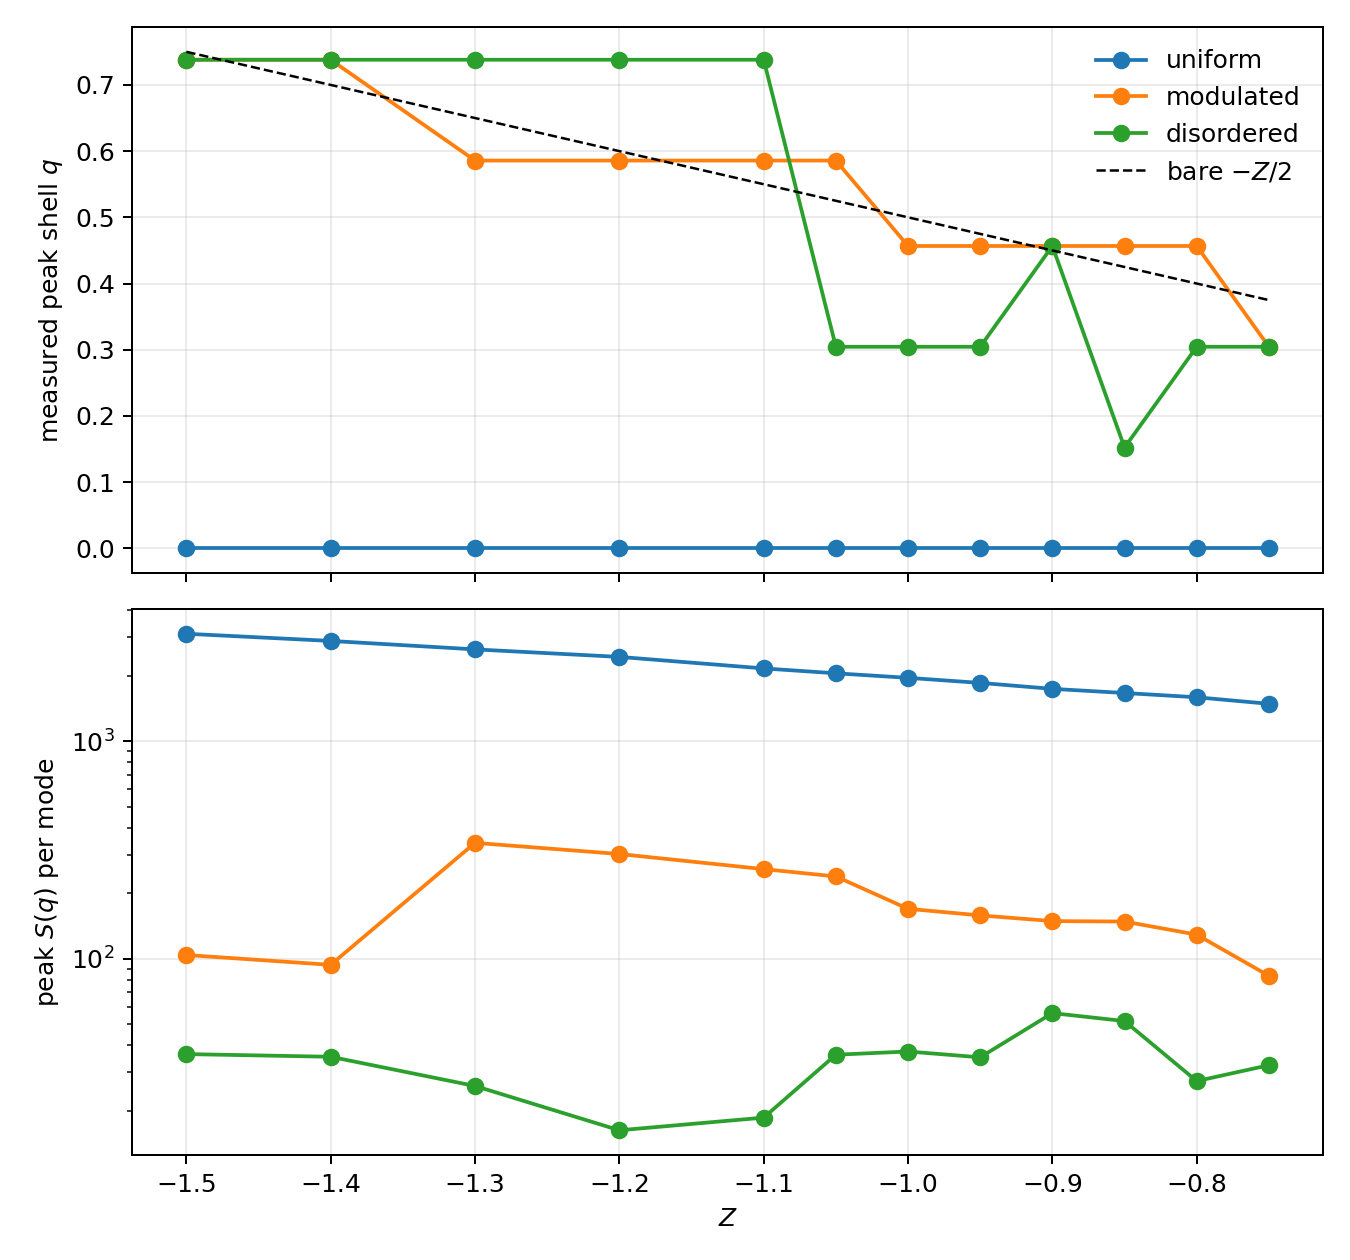 measured peak shell q
0.7
0.6
0.5
0.4
0.3
0.2
0.1
0.0
uniform
modulated
disordered
bare −Z/2
peak S(q) per mode
10³
10²
−1.5 −1.4 −1.3 −1.2 −1.1 −1.0 −0.9 −0.8
Z